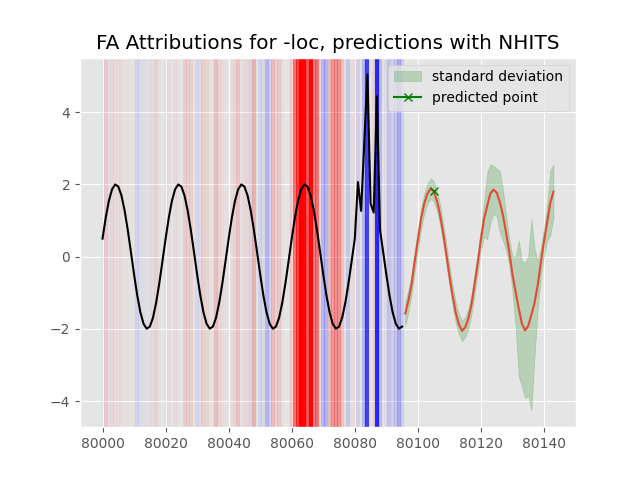 FA Attributions for -loc, predictions with NHITS
standard deviation
predicted point
4
2
0
−2
−4
80000 80020 80040 80060 80080 80100 80120 80140